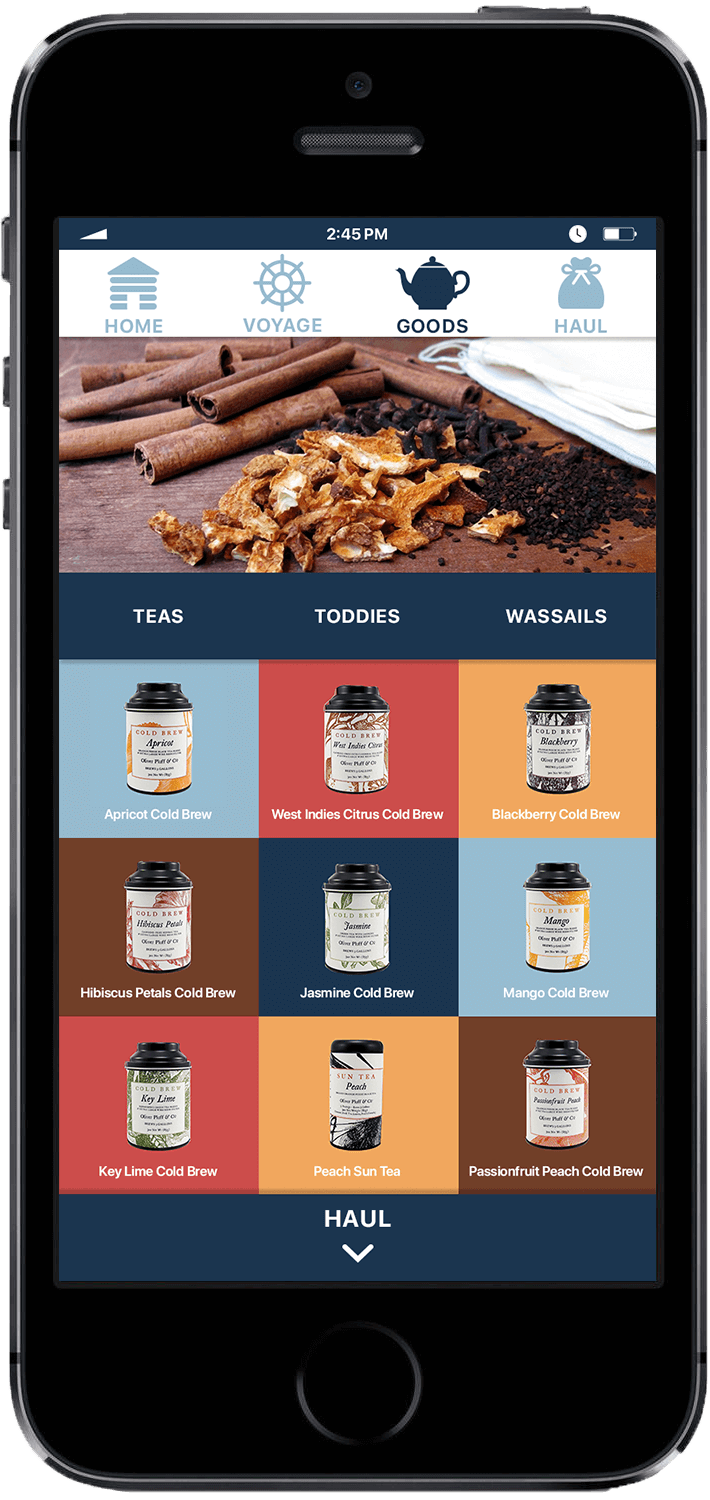 2:45 PM
HOME VOYAGE GOODS HAUL
TEAS TODDIES WASSAILS
COLD BREW
Apricot
Oliver Pluff & Co
Apricot Cold Brew
COLD BREW
West Indies Citrus
Oliver Pluff & Co
West Indies Citrus Cold Brew
COLD BREW
Blackberry
Oliver Pluff & Co
Blackberry Cold Brew
COLD BREW
Hibiscus Petals
Oliver Pluff & Co
Hibiscus Petals Cold Brew
COLD BREW
Jasmine
Oliver Pluff & Co
Jasmine Cold Brew
COLD BREW
Mango
Oliver Pluff & Co
Mango Cold Brew
COLD BREW
Key Lime
Oliver Pluff & Co
Key Lime Cold Brew
SUN TEA
Peach
Oliver Pluff & Co
Peach Sun Tea
COLD BREW
Passionfruit Peach
Oliver Pluff & Co
Passionfruit Peach Cold Brew
HAUL